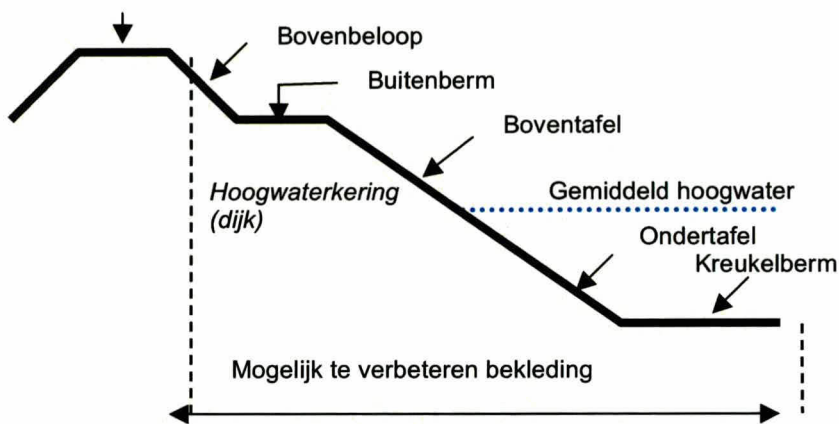 Bovenbeloop
Buitenberm
Boventafel
Hoogwaterkering
(dijk)
Gemiddeld hoogwater
Ondertafel
Kreukelberm
Mogelijk te verbeteren bekleding